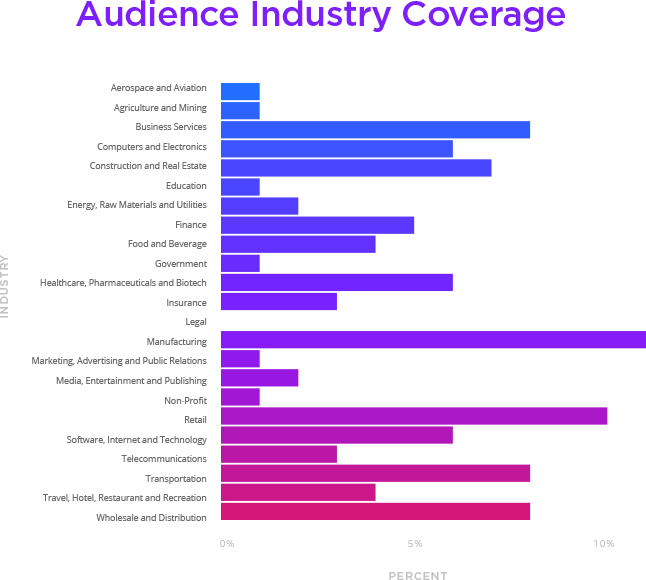 Audience Industry Coverage
Aerospace and Aviation
Agriculture and Mining
Business Services
Computers and Electronics
Construction and Real Estate
Education
Energy, Raw Materials and Utilities
Finance
Food and Beverage
Government
Healthcare, Pharmaceuticals and Biotech
Insurance
Legal
Manufacturing
Marketing, Advertising and Public Relations
Media, Entertainment and Publishing
Non-Profit
Retail
Software, Internet and Technology
Telecommunications
Transportation
Travel, Hotel, Restaurant and Recreation
Wholesale and Distribution
INDUSTRY
0% 5% 10%
PERCENT